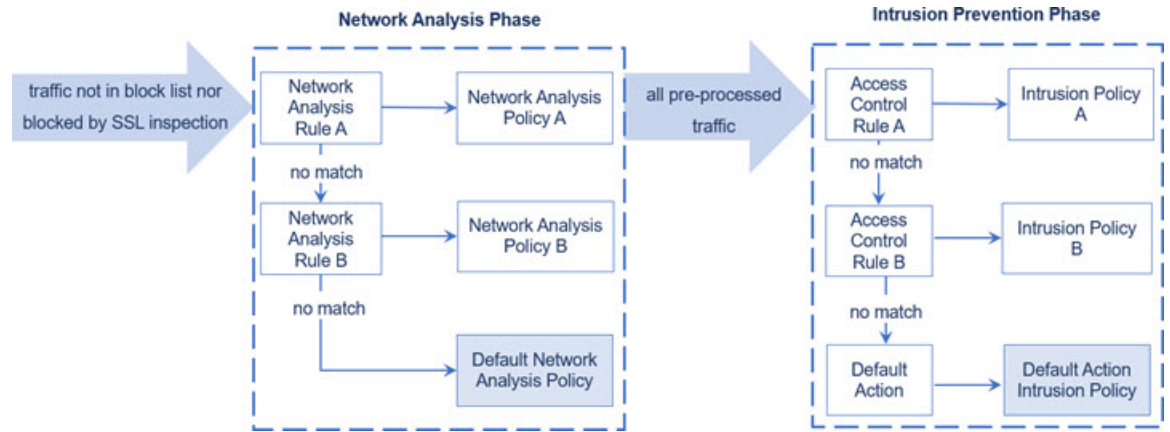 Network Analysis Phase
traffic not in block list nor
blocked by SSL inspection
Network
Analysis
Rule A
Network Analysis
Policy A
no match
Network
Analysis
Rule B
Network Analysis
Policy B
no match
Default Network
Analysis Policy
all pre-processed
traffic
Intrusion Prevention Phase
Access
Control
Rule A
Intrusion Policy
A
no match
Access
Control
Rule B
Intrusion Policy
B
no match
Default
Action
Default Action
Intrusion Policy